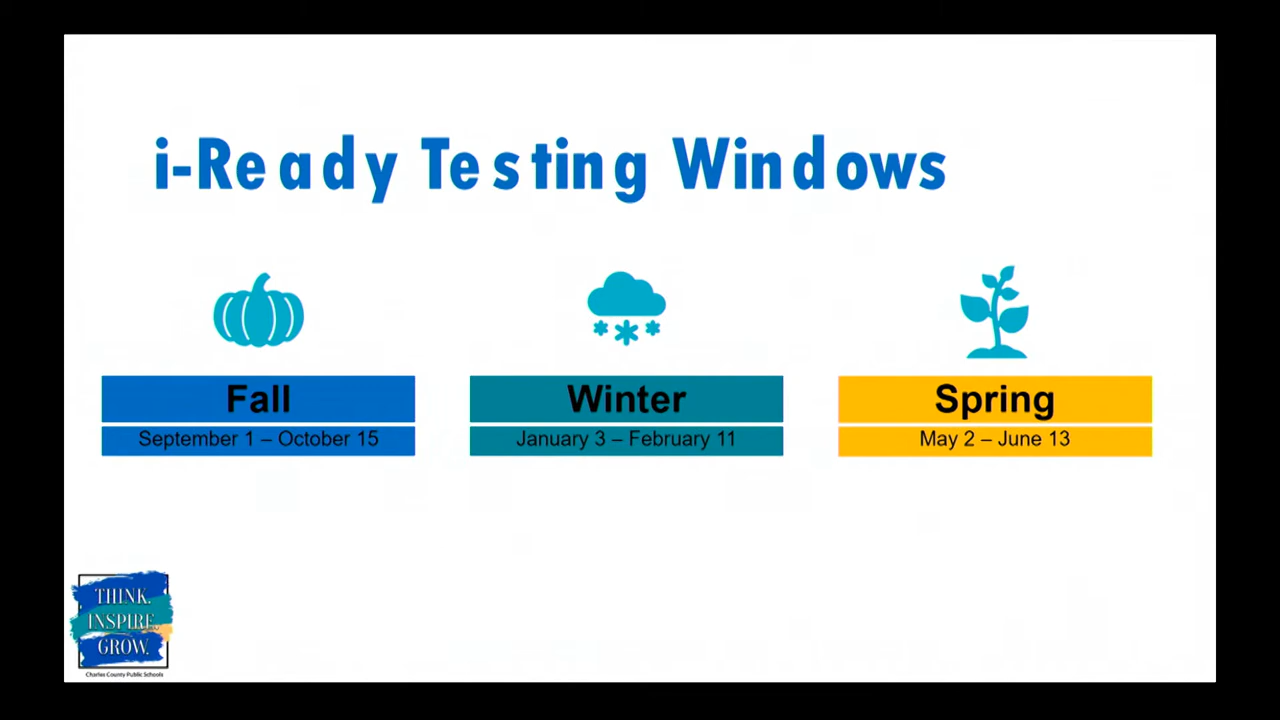 i-Ready Testing Windows
Fall
September 1 – October 15
Winter
January 3 – February 11
Spring
May 2 – June 13
THINK.
INSPIRE.
GROW.
Charles County Public Schools